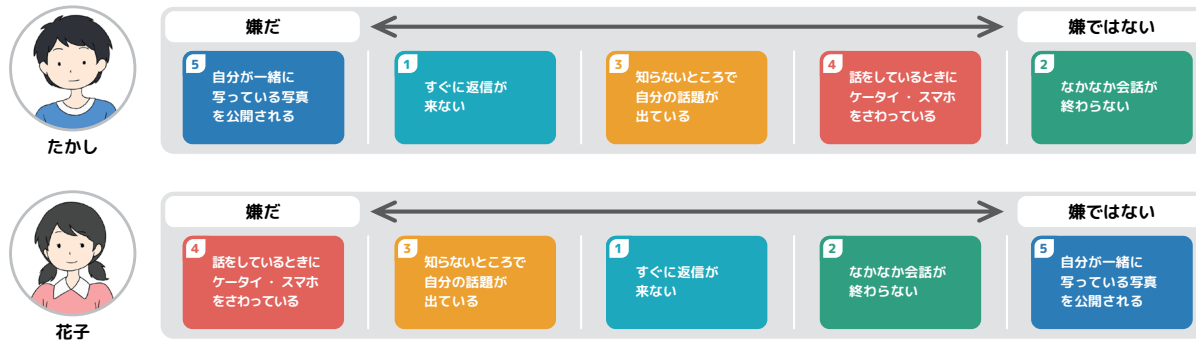 嫌だ
嫌ではない
5
自分が一緒に
写っている写真
を公開される
1
すぐに返信が
来ない
3
知らないところで
自分の話題が
出ている
4
話をしているときに
ケータイ・スマホ
をさわっている
2
なかなか会話が
終わらない
たかし
嫌だ
嫌ではない
4
話をしているときに
ケータイ・スマホ
をさわっている
3
知らないところで
自分の話題が
出ている
1
すぐに返信が
来ない
2
なかなか会話が
終わらない
5
自分が一緒に
写っている写真
を公開される
花子